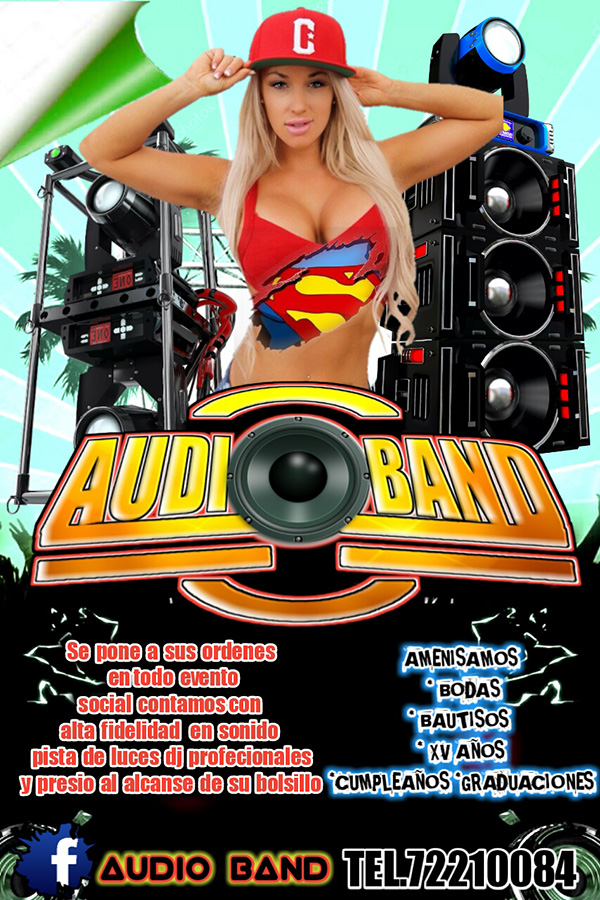 C
ONE
ONE
AUDIO BAND
Se pone a sus ordenes
en todo evento
social contamos con
alta fidelidad en sonido
pista de luces dj profecionales
y presio al alcanse de su bolsillo
AMENISAMOS
*BODAS
*BAUTISOS
*XV AÑOS
*CUMPLEAÑOS *GRADUACIONES
f AUDIO BAND TEL.72210084